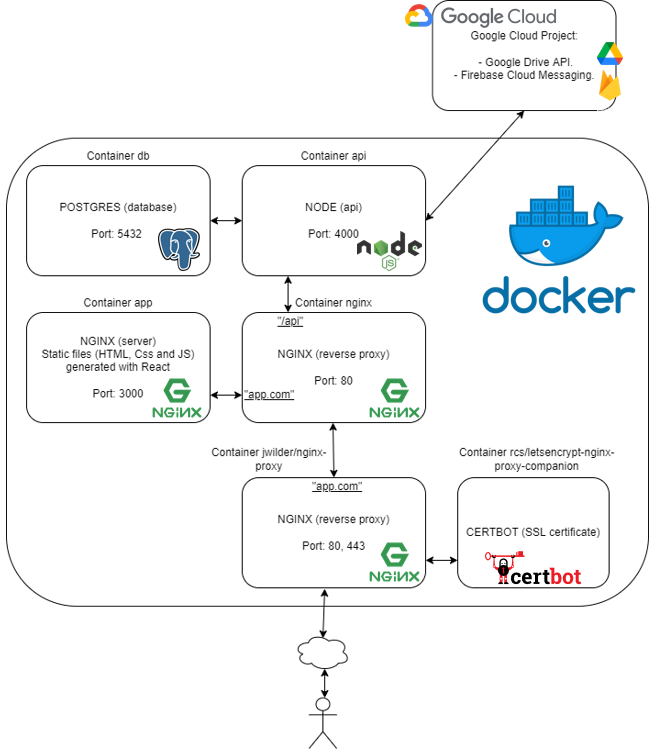 Google Cloud
Google Cloud Project:
- Google Drive API.
- Firebase Cloud Messaging.
Container db
POSTGRES (database)
Port: 5432
Container api
NODE (api)
Port: 4000
node
JS
docker
Container app
NGINX (server)
Static files (HTML, Css and JS)
generated with React
Port: 3000
NGINX
Container nginx
"/api"
NGINX (reverse proxy)
Port: 80
"app.com"
NGINX
Container jwilder/nginx-
proxy
"app.com"
NGINX (reverse proxy)
Port: 80, 443
NGINX
Container rcs/letsencrypt-nginx-
proxy-companion
CERTBOT (SSL certificate)
certbot